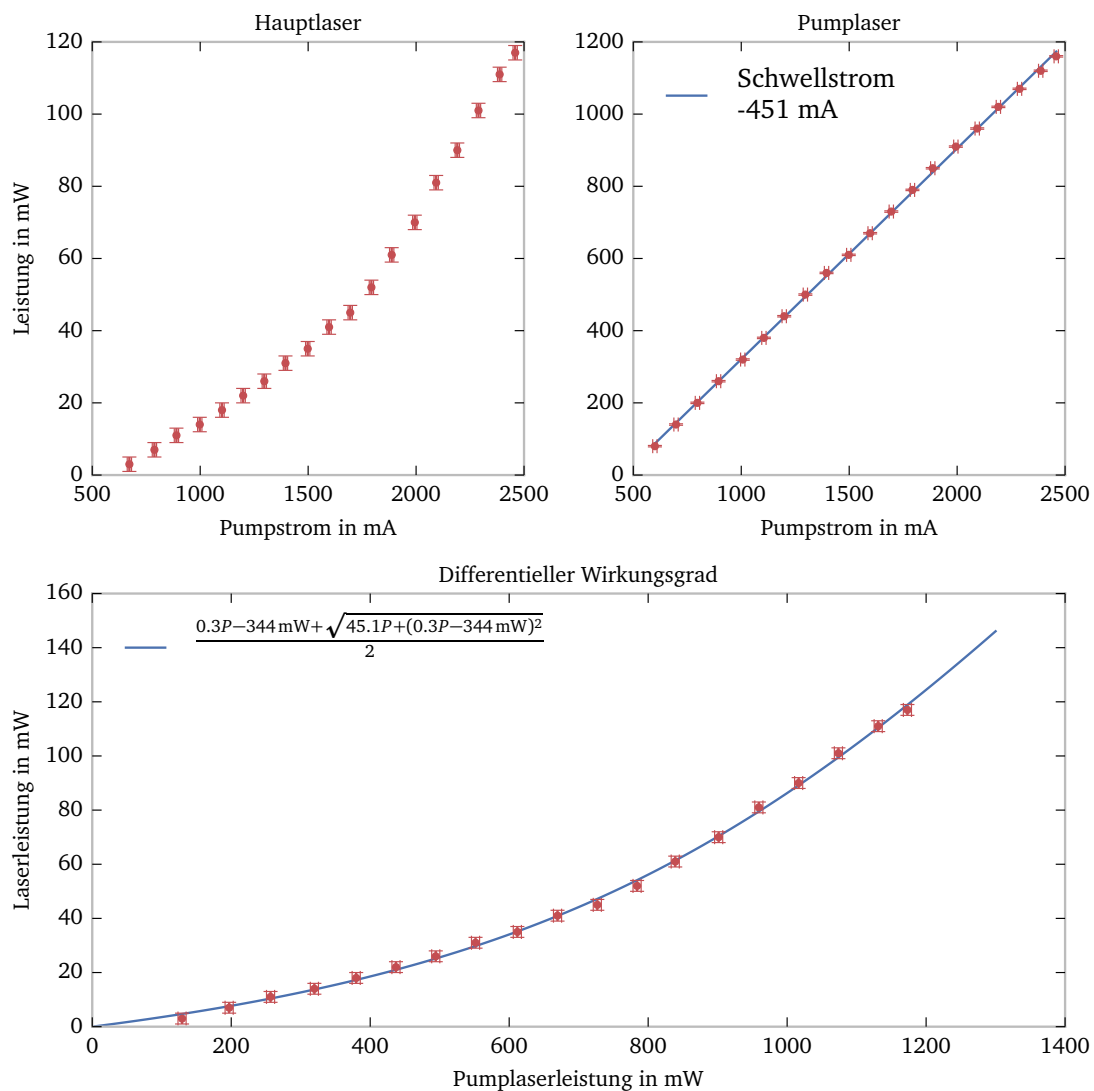 Hauptlaser
Leistung in mW
120
100
80
60
40
20
0
500 1000 1500 2000 2500
Pumpstrom in mA
Pumplaser
Schwellstrom
-451 mA
1200
1000
800
600
400
200
0
500 1000 1500 2000 2500
Pumpstrom in mA
Differentieller Wirkungsgrad
0.3P−344 mW+√45.1P+(0.3P−344 mW)²
2
Laserleistung in mW
160
140
120
100
80
60
40
20
0
0 200 400 600 800 1000 1200 1400
Pumplaserleistung in mW